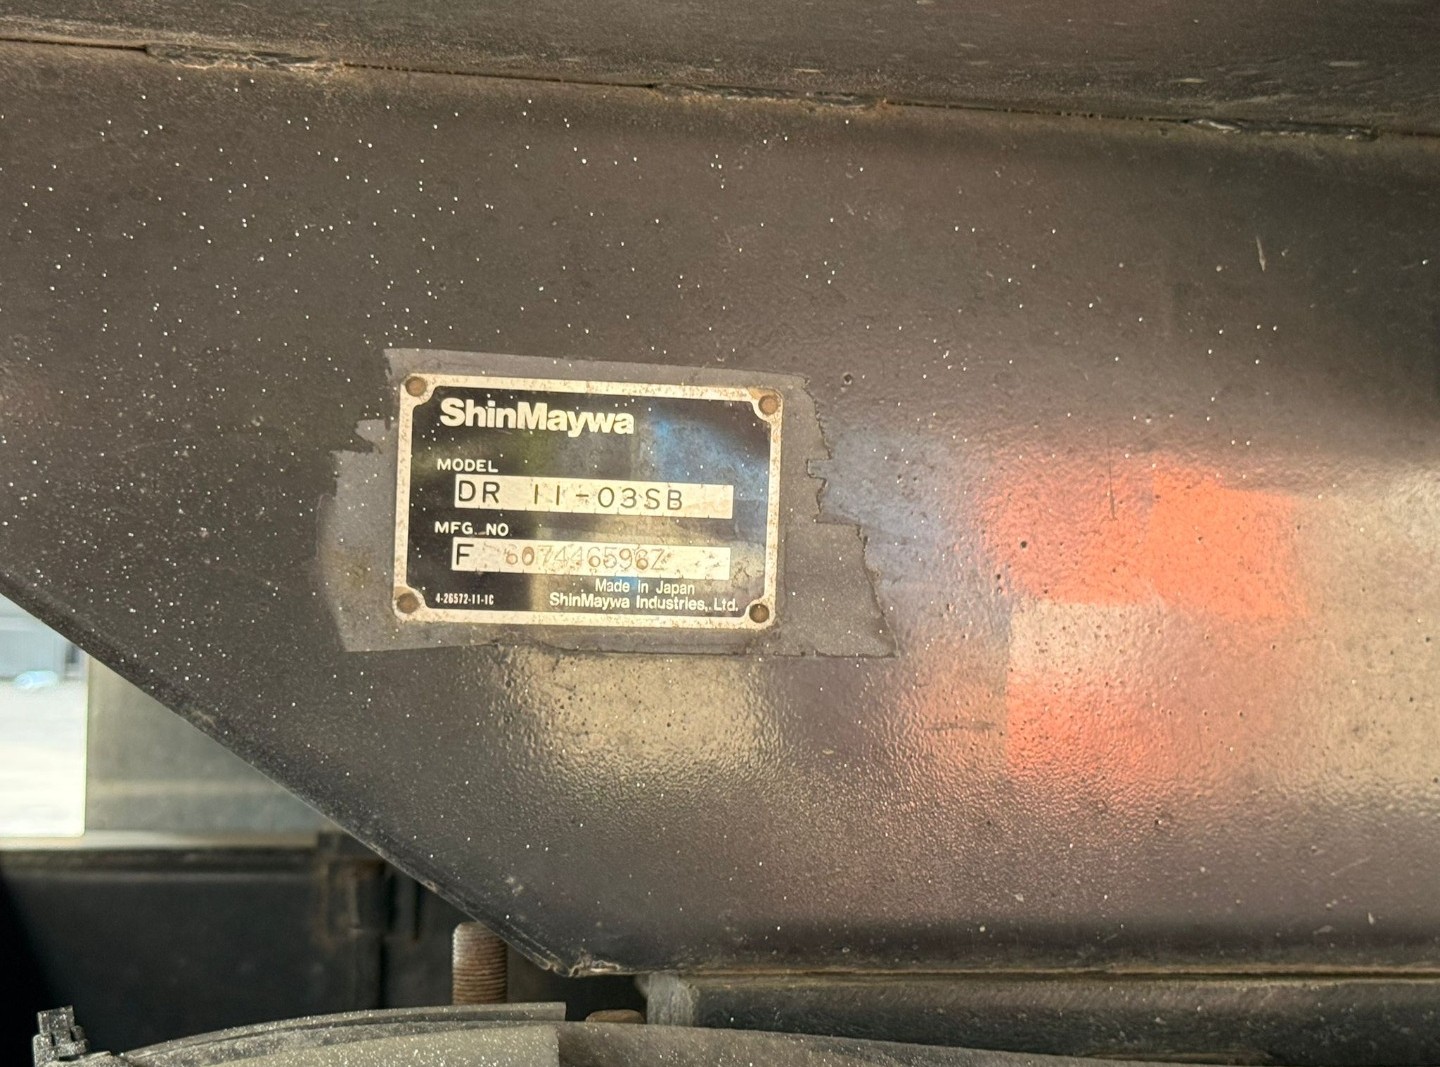 ShinMaywa
MODEL
DR 11-03SB
MFG. NO
F 607446598Z
Made in Japan
4-26572-11-1C
ShinMaywa Industries, Ltd.